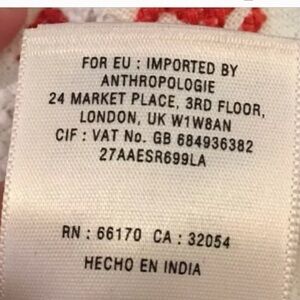 FOR EU : IMPORTED BY
ANTHROPOLOGIE
24 MARKET PLACE, 3RD FLOOR,
LONDON, UK W1W8AN
CIF : VAT No. GB 684936382
27AAESR699LA
RN : 66170 CA : 32054
HECHO EN INDIA